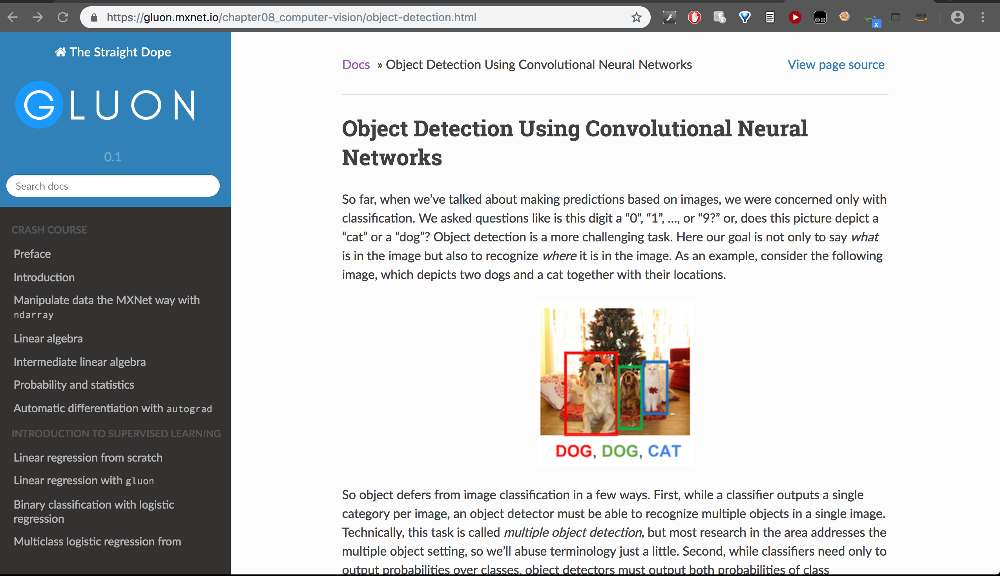 https://gluon.mxnet.io/chapter08_computer-vision/object-detection.html
aea
x
The Straight Dope
GLUON
0.1
Search docs
CRASH COURSE
Preface
Introduction
Manipulate data the MXNet way with
ndarray
Linear algebra
Intermediate linear algebra
Probability and statistics
Automatic differentiation with autograd
INTRODUCTION TO SUPERVISED LEARNING
Linear regression from scratch
Linear regression with gluon
Binary classification with logistic
regression
Multiclass logistic regression from
Docs » Object Detection Using Convolutional Neural Networks
View page source
Object Detection Using Convolutional Neural
Networks
So far, when we’ve talked about making predictions based on images, we were concerned only with
classification. We asked questions like is this digit a “0”, “1”, …, or “9?” or, does this picture depict a
“cat” or a “dog”? Object detection is a more challenging task. Here our goal is not only to say what
is in the image but also to recognize where it is in the image. As an example, consider the following
image, which depicts two dogs and a cat together with their locations.
DOG, DOG, CAT
So object defers from image classification in a few ways. First, while a classifier outputs a single
category per image, an object detector must be able to recognize multiple objects in a single image.
Technically, this task is called multiple object detection, but most research in the area addresses the
multiple object setting, so we’ll abuse terminology just a little. Second, while classifiers need only to
output probabilities over classes, object detectors must output both probabilities of class